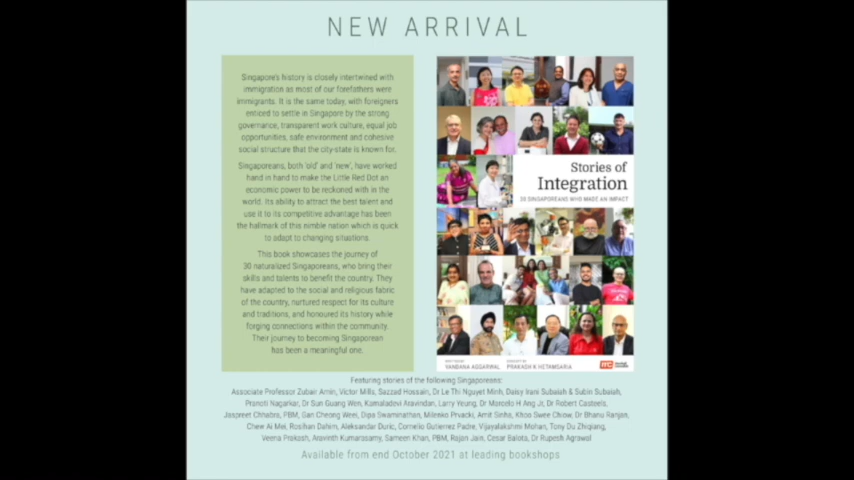 NEW ARRIVAL
Singapore's history is closely intertwined with
immigration as most of our forefathers were
immigrants. It is the same today, with foreigners
enticed to settle in Singapore by the strong
governance, transparent work culture, equal job
opportunities, safe environment and cohesive
social structure that the city-state is known for.
Singaporeans, both 'old' and 'new', have worked
hand in hand to make the Little Red Dot an
economic power to be reckoned with in the
world. Its ability to attract the best talent and
use it to its competitive advantage has been
the hallmark of this nimble nation which is quick
to adapt to changing situations.
This book showcases the journey of
30 naturalized Singaporeans, who bring their
skills and talents to benefit the country. They
have adapted to the social and religious fabric
of the country, nurtured respect for its culture
and traditions, and honoured its history while
forging connections within the community.
Their journey to becoming Singaporean
has been a meaningful one.
Stories of
Integration
30 SINGAPOREANS WHO MADE AN IMPACT
VANDANA AGGARWAL
PRAKASH K HETAMSARIA
Featuring stories of the following Singaporeans:
Associate Professor Zubair Amin, Victor Mills, Sazzad Hossain, Dr Le Thi Nguyet Minh, Daisy Irani Subaiah & Subin Subaiah,
Pranoti Nagarkar, Dr Sun Guang Wen, Kamaladevi Aravindan, Larry Yeung, Dr Marcelo H Ang Jr, Dr Robert Casteels,
Jaspreet Chhabra, PBM, Gan Cheong Weei, Dipa Swaminathan, Milenko Prvacki, Amit Sinha, Khoo Swee Chiow, Dr Bhanu Ranjan,
Chew Ai Mei, Rosihan Dahim, Aleksandar Duric, Cornelio Gutierrez Padre, Vijayalakshmi Mohan, Tony Du Zhiqiang,
Veena Prakash, Aravinth Kumarasamy, Sameen Khan, PBM, Rajan Jain, Cesar Balota, Dr Rupesh Agrawal
Available from end October 2021 at leading bookshops